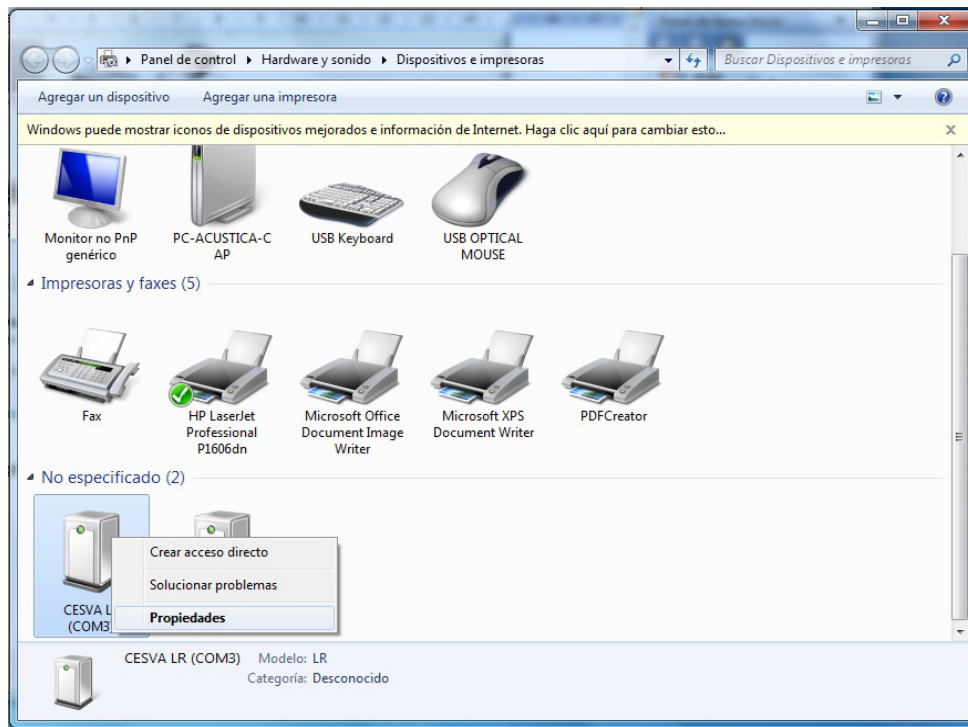 Panel de control ▸ Hardware y sonido ▸ Dispositivos e impresoras
Buscar Dispositivos e impresoras
Agregar un dispositivo
Agregar una impresora
Windows puede mostrar iconos de dispositivos mejorados e información de Internet. Haga clic aquí para cambiar esto...
Monitor no PnP
genérico
PC-ACUSTICA-C
AP
USB Keyboard
USB OPTICAL
MOUSE
Impresoras y faxes (5)
Fax
HP LaserJet
Professional
P1606dn
Microsoft Office
Document Image
Writer
Microsoft XPS
Document Writer
PDFCreator
No especificado (2)
CESVA L
(COM3
Crear acceso directo
Solucionar problemas
Propiedades
CESVA LR (COM3)
Modelo: LR
Categoría: Desconocido